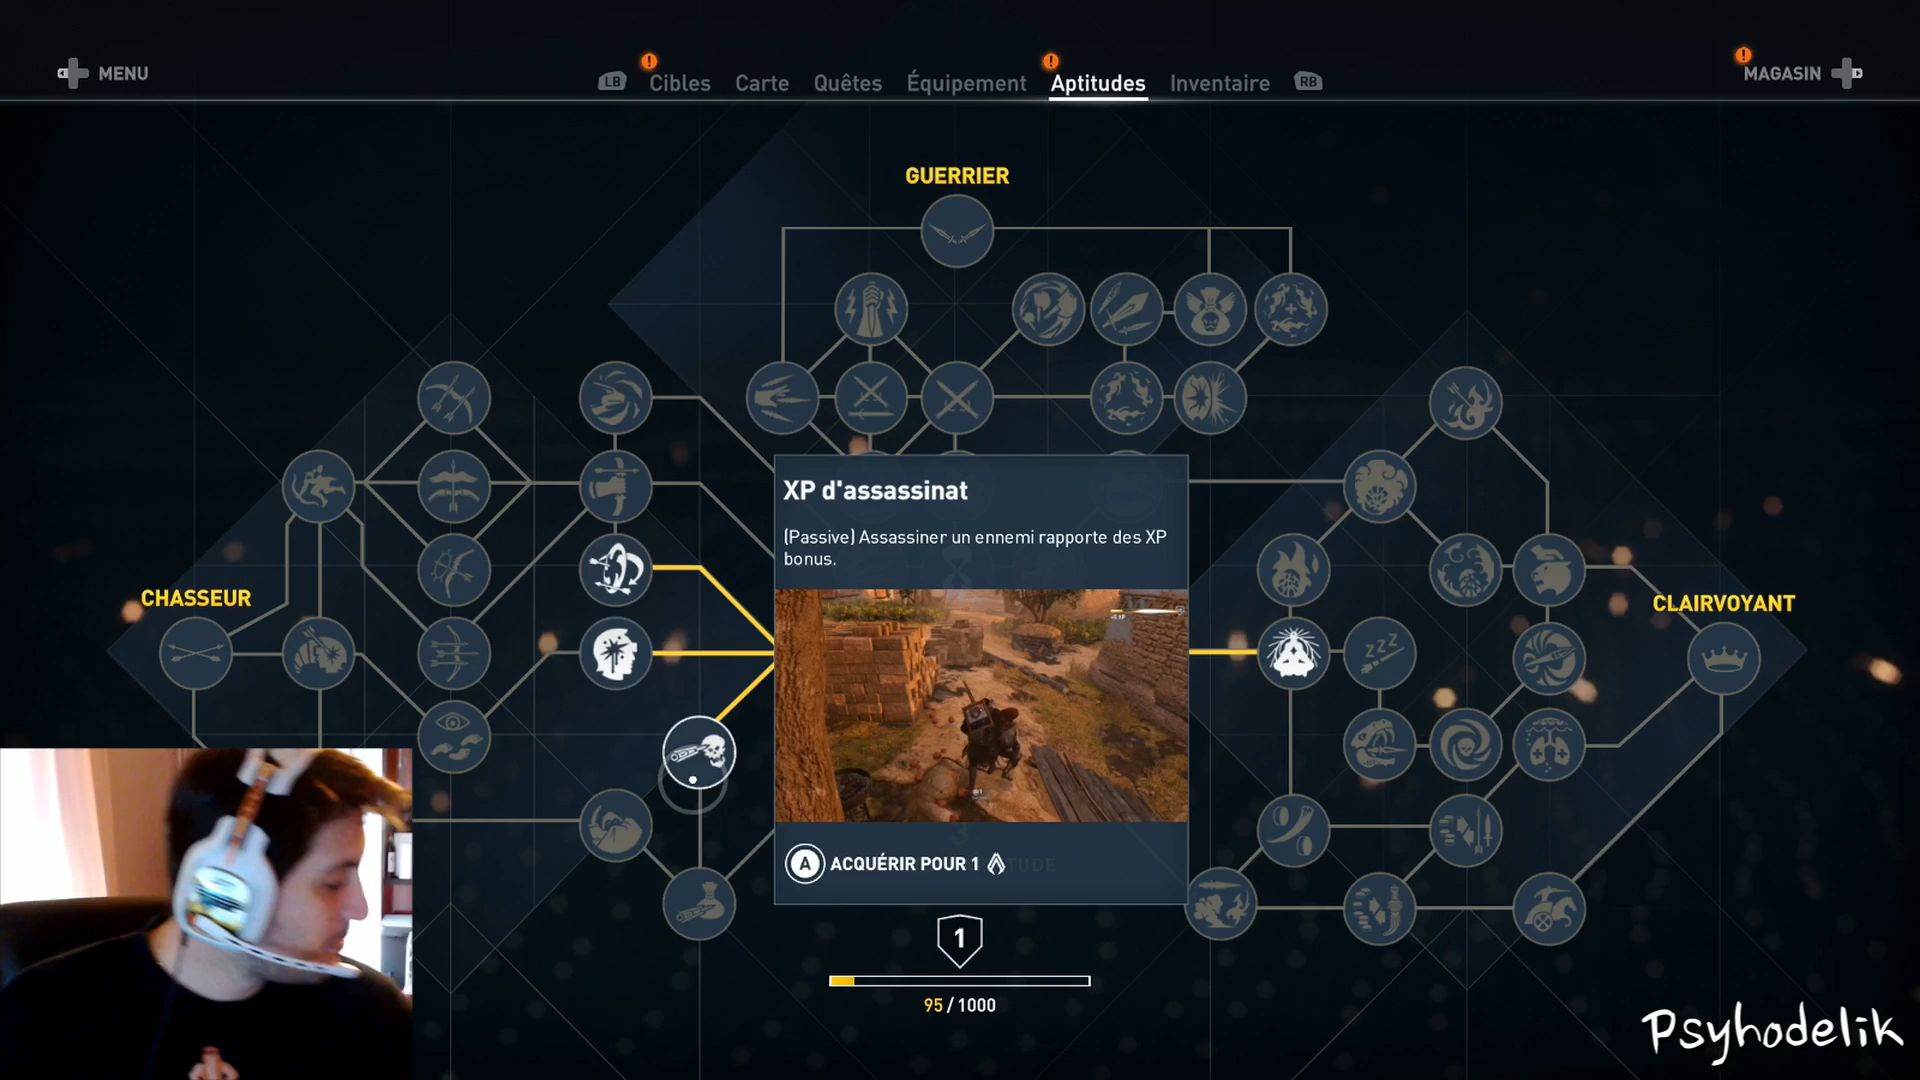 MENU
LB
!
Cibles
Carte
Quêtes
Équipement
!
Aptitudes
Inventaire
RB
!
MAGASIN
GUERRIER
CHASSEUR
CLAIRVOYANT
XP d'assassinat
(Passive) Assassiner un ennemi rapporte des XP
bonus.
A ACQUÉRIR POUR 1
1
95 / 1000
Psyhodelik